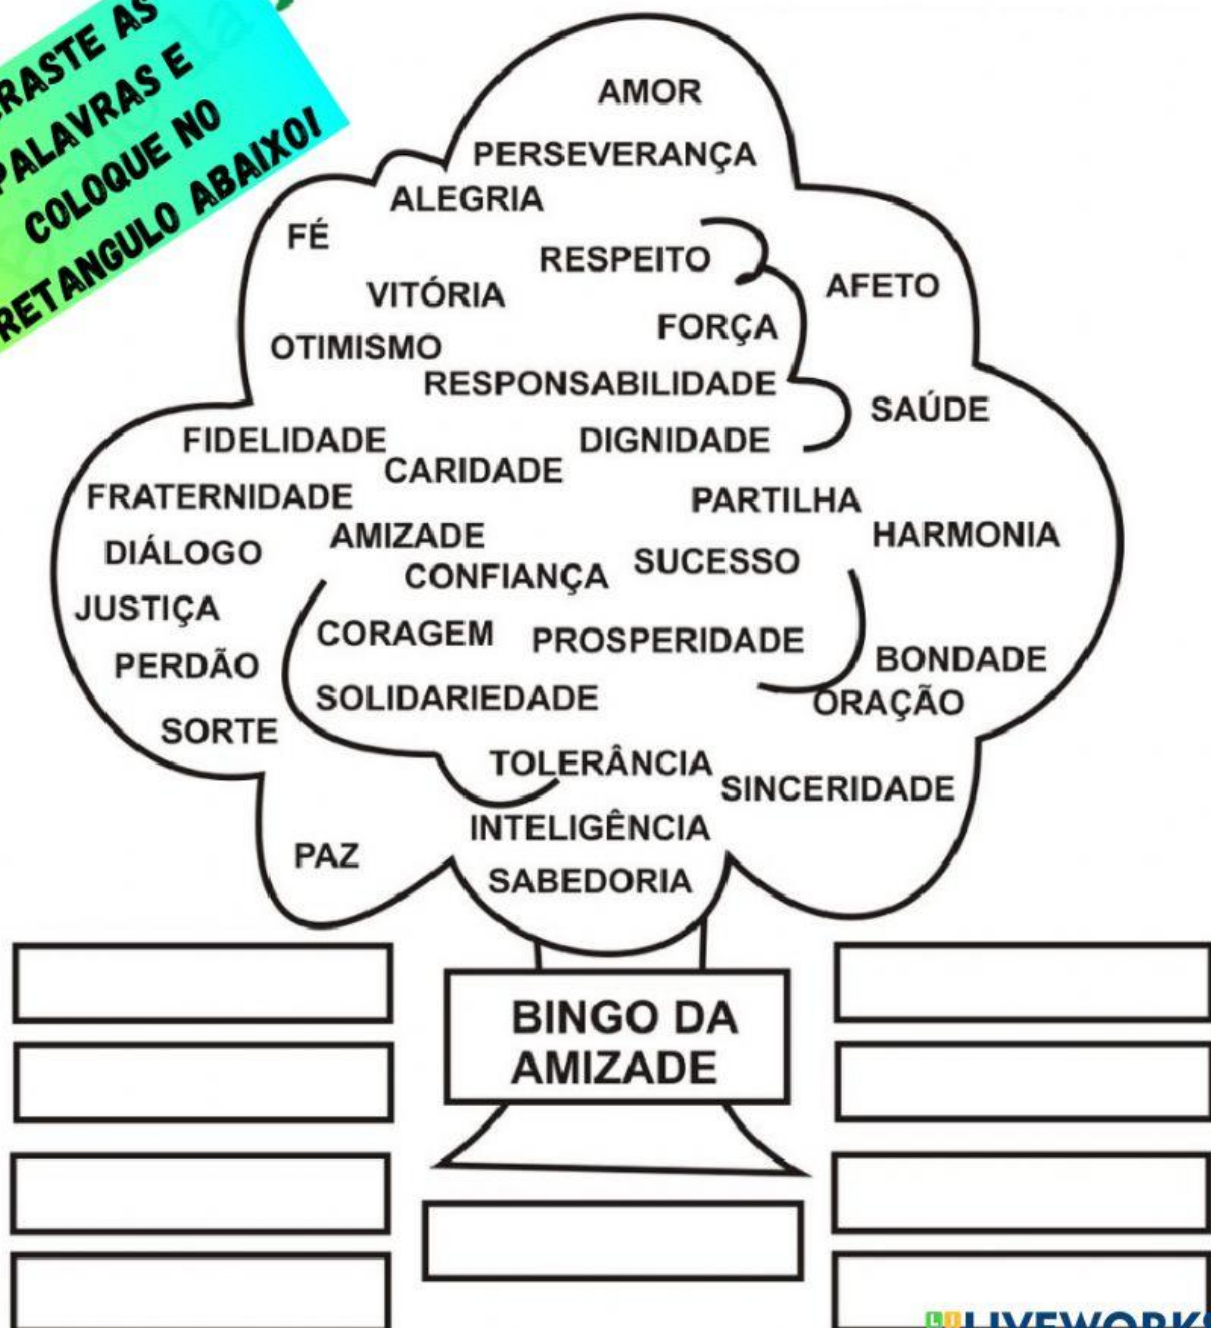 RASTE AS
PALAVRAS E
COLOQUE NO
RETANGULO ABAIXO!
AMOR
PERSEVERANÇA
ALEGRIA
FÉ
RESPEITO
AFETO
VITÓRIA
FORÇA
OTIMISMO
RESPONSABILIDADE
SAÚDE
FIDELIDADE
DIGNIDADE
CARIDADE
FRATERNIDADE
PARTILHA
AMIZADE
HARMONIA
DIÁLOGO
SUCESSO
CONFIANÇA
JUSTIÇA
CORAGEM
PROSPERIDADE
PERDÃO
BONDADE
SOLIDARIEDADE
ORAÇÃO
SORTE
TOLERÂNCIA
SINCERIDADE
INTELIGÊNCIA
PAZ
SABEDORIA
BINGO DA
AMIZADE
LIVEWORKS